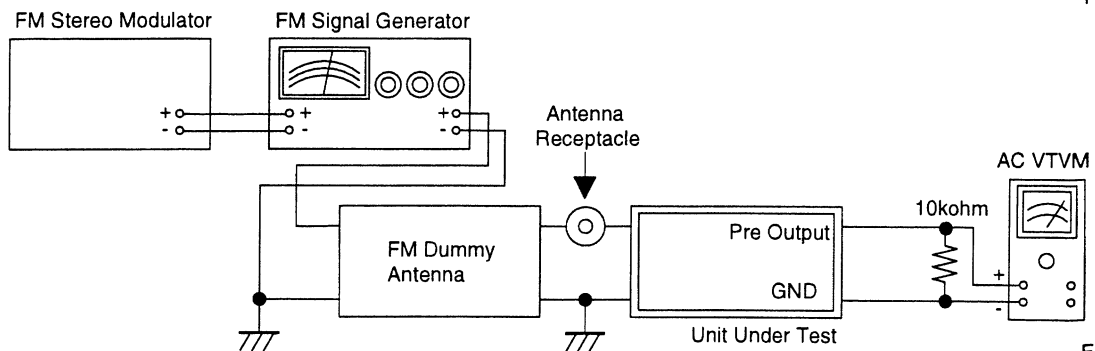 FM Stereo Modulator
FM Signal Generator
+
-
+
-
+
-
Antenna
Receptacle
AC VTVM
10kohm
FM Dummy
Antenna
Pre Output
GND
+
-
Unit Under Test